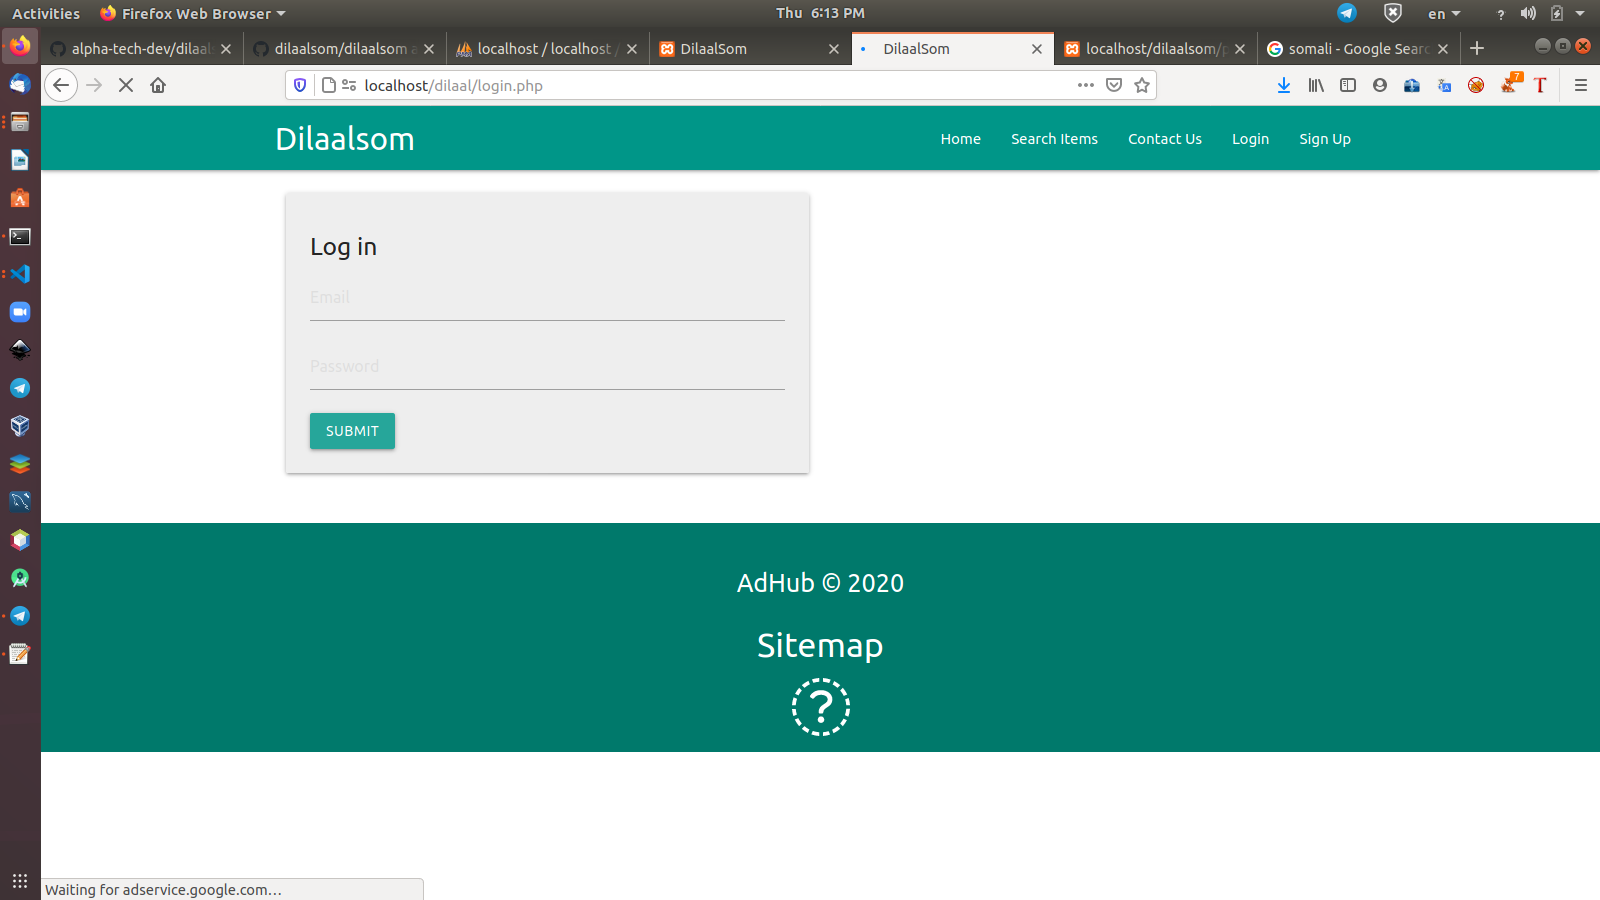 Activities Firefox Web Browser Thu 6:13 PM en ?
alpha-tech-dev/dilaal dilaalsom/dilaalsom a localhost / localhost / DilaalSom DilaalSom localhost/dilaalsom/p somali - Google Sear
localhost/dilaal/login.php 7 T
Dilaalsom Home Search Items Contact Us Login Sign Up
Log in
Email
Password
SUBMIT
AdHub © 2020
Sitemap
?
Waiting for adservice.google.com…